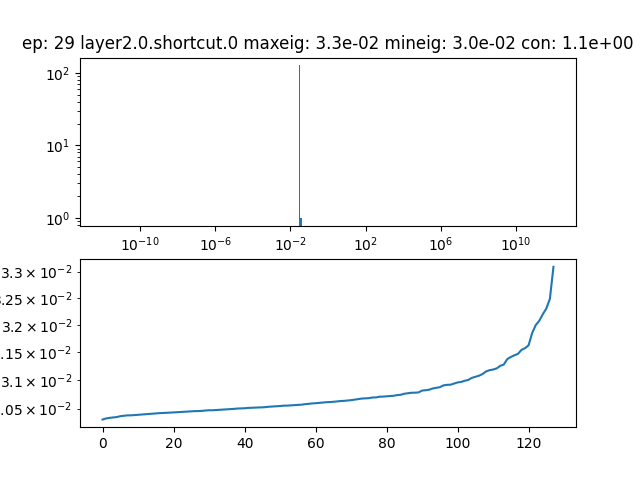 ep: 29 layer2.0.shortcut.0 maxeig: 3.3e-02 mineig: 3.0e-02 con: 1.1e+00
10²
10¹
10⁰
10⁻¹⁰ 10⁻⁶ 10⁻² 10² 10⁶ 10¹⁰
3.3 × 10⁻²
.25 × 10⁻²
3.2 × 10⁻²
.15 × 10⁻²
3.1 × 10⁻²
.05 × 10⁻²
0 20 40 60 80 100 120